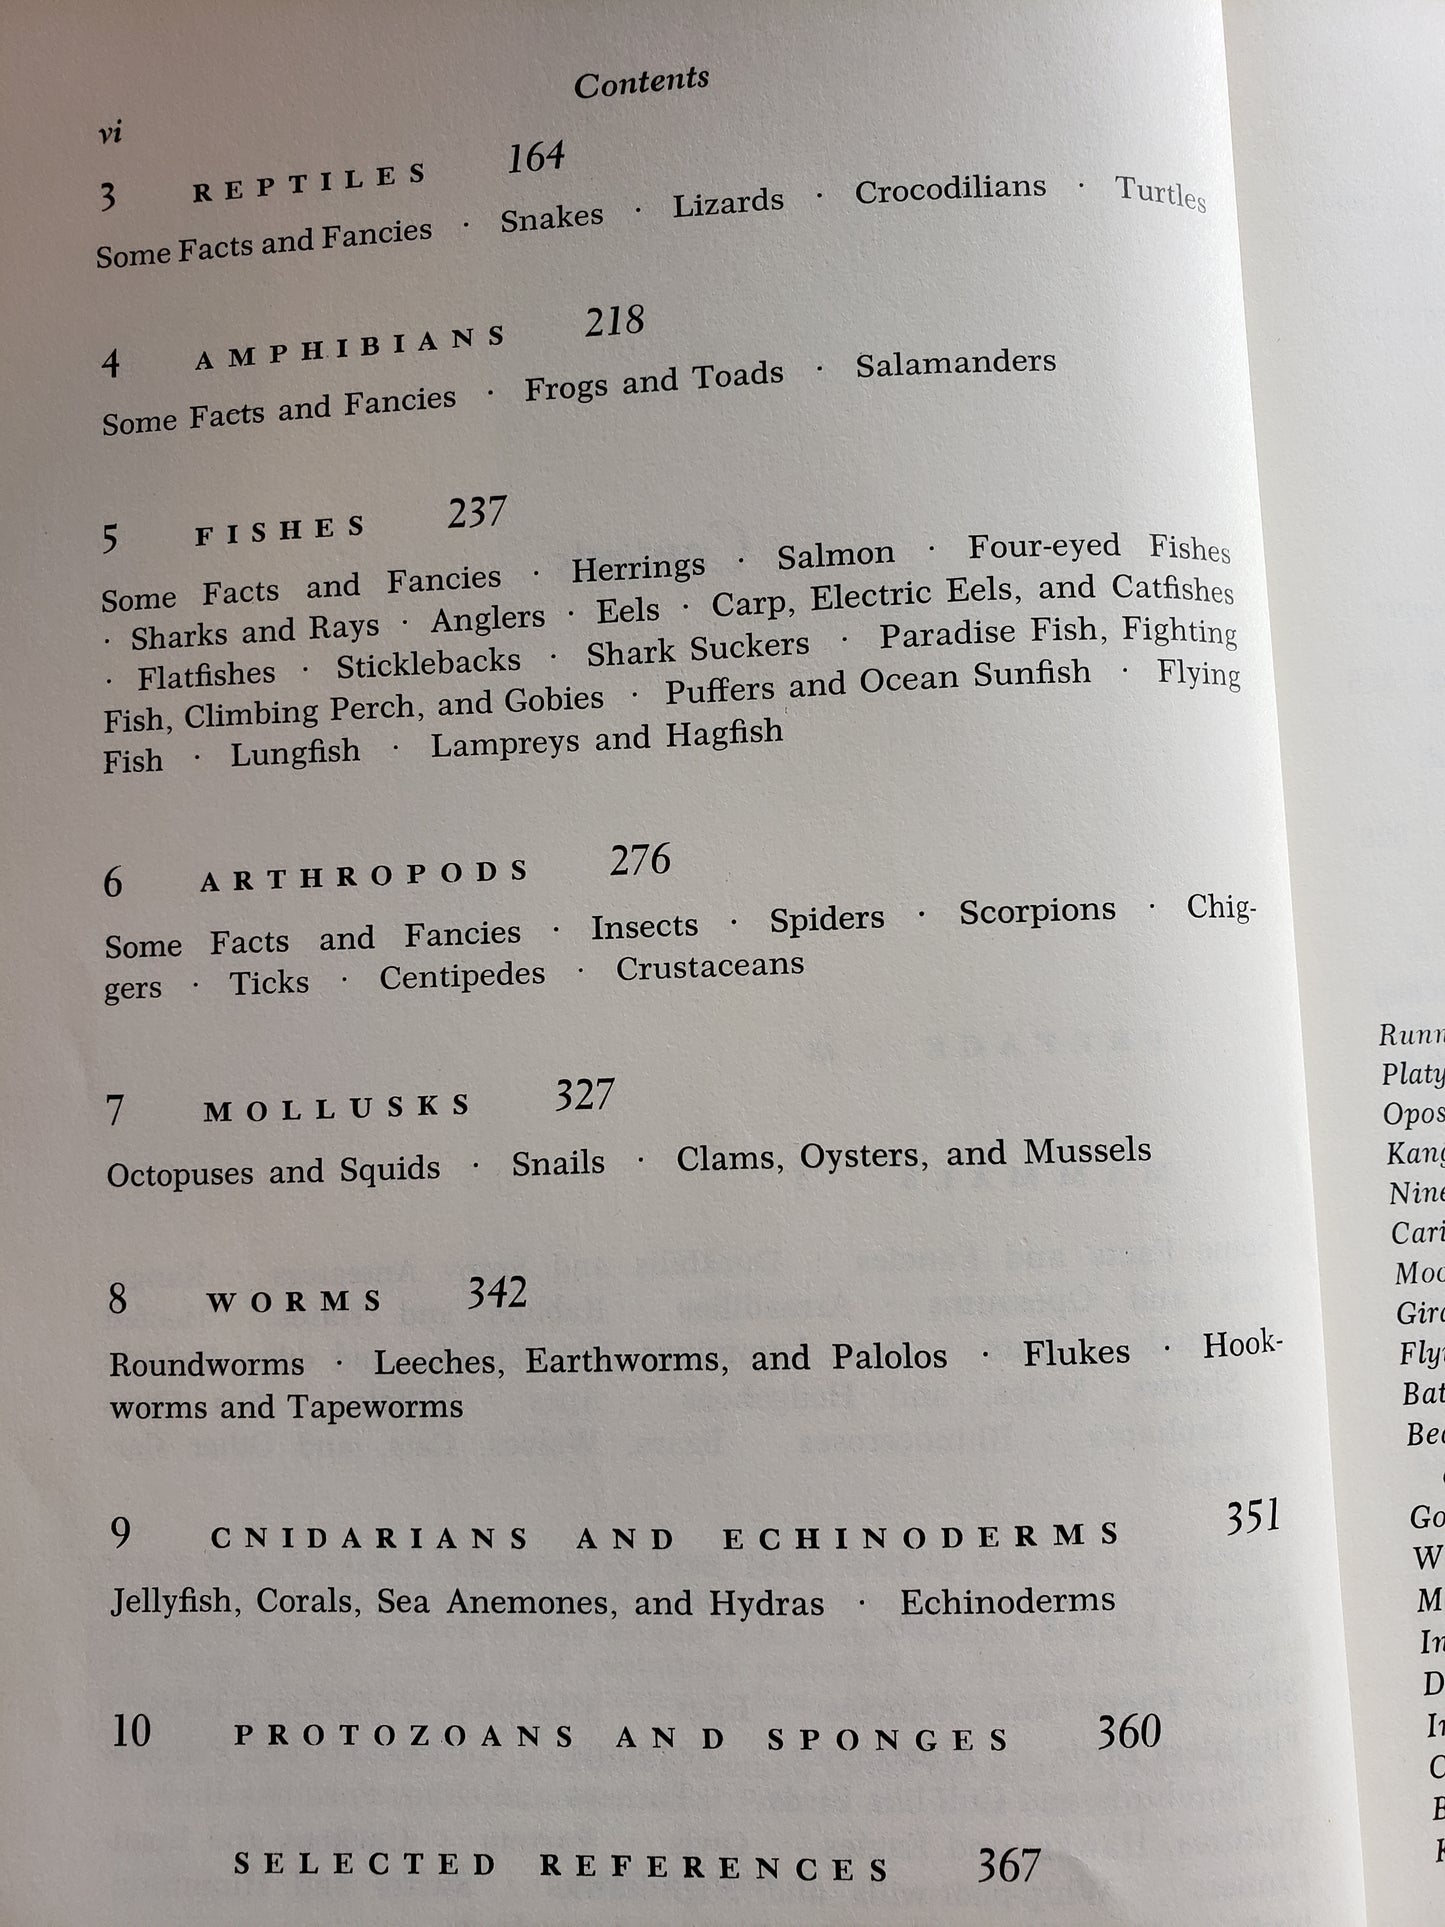 Contents
vi
3 REPTILES 164
Some Facts and Fancies · Snakes · Lizards · Crocodilians · Turtles
4 AMPHIBIANS 218
Some Facts and Fancies · Frogs and Toads · Salamanders
5 FISHES 237
Some Facts and Fancies · Herrings · Salmon · Four-eyed Fishes
· Sharks and Rays · Anglers · Eels · Carp, Electric Eels, and Catfishes
· Flatfishes · Sticklebacks · Shark Suckers · Paradise Fish, Fighting
Fish, Climbing Perch, and Gobies · Puffers and Ocean Sunfish · Flying
Fish · Lungfish · Lampreys and Hagfish
6 ARTHROPODS 276
Some Facts and Fancies · Insects · Spiders · Scorpions · Chig-
gers · Ticks · Centipedes · Crustaceans
7 MOLLUSKS 327
Octopuses and Squids · Snails · Clams, Oysters, and Mussels
8 WORMS 342
Roundworms · Leeches, Earthworms, and Palolos · Flukes · Hook-
worms and Tapeworms
9 CNIDARIANS AND ECHINODERMS 351
Jellyfish, Corals, Sea Anemones, and Hydras · Echinoderms
10 PROTOZOANS AND SPONGES 360
SELECTED REFERENCES 367